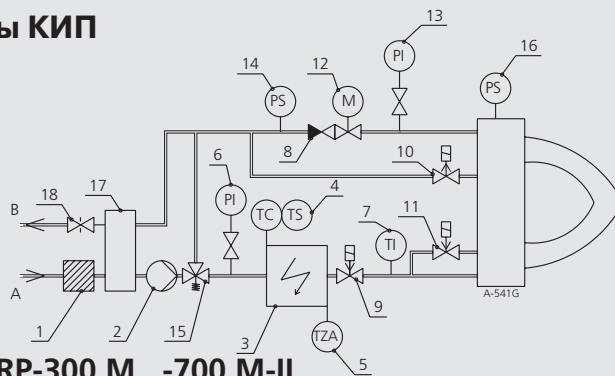 ы КИП
13
16
14
12
PI
PS
PS
M
8
6
10
18
17
4
PI
7
11
B
TC
TS
TI
A
A-541G
1
2
15
3
9
TZA
5
RP-300 M -700 M-II